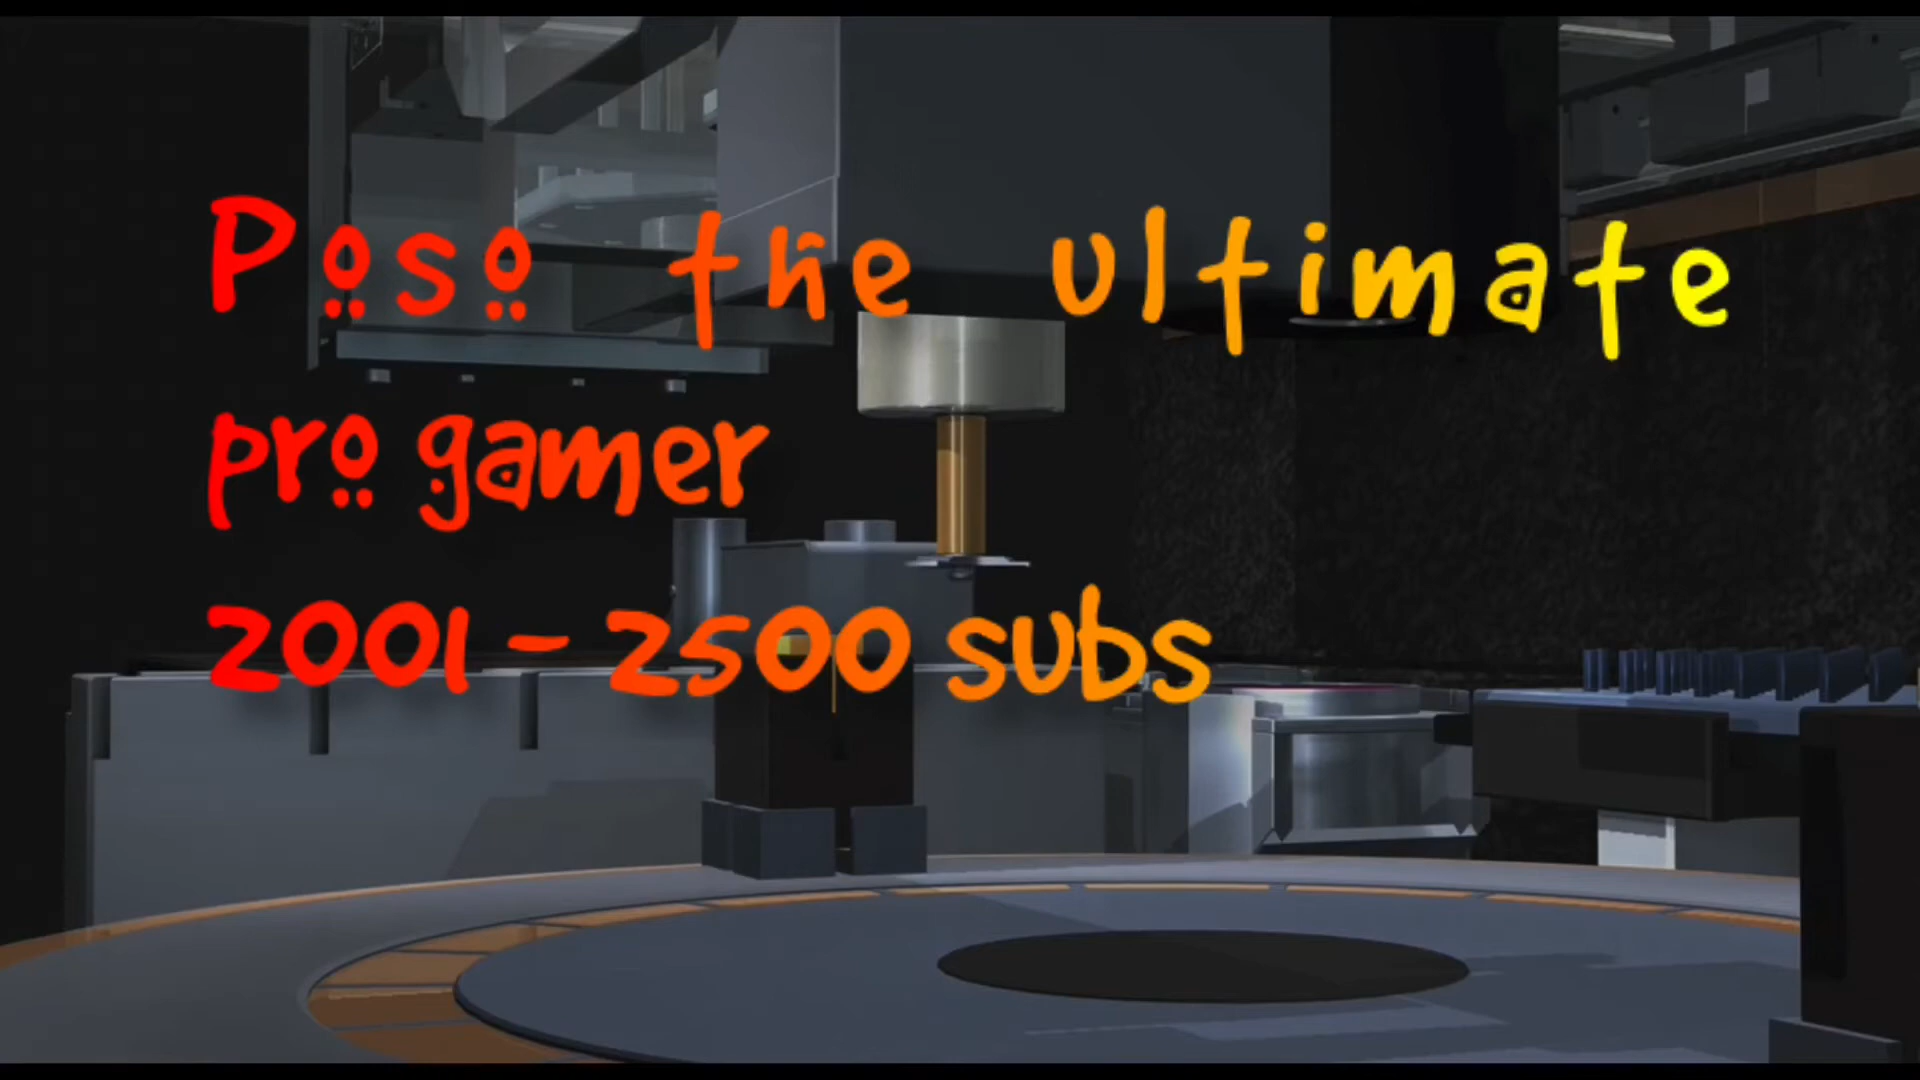 Poso the ultimate
pro gamer
2001 - 2500 subs